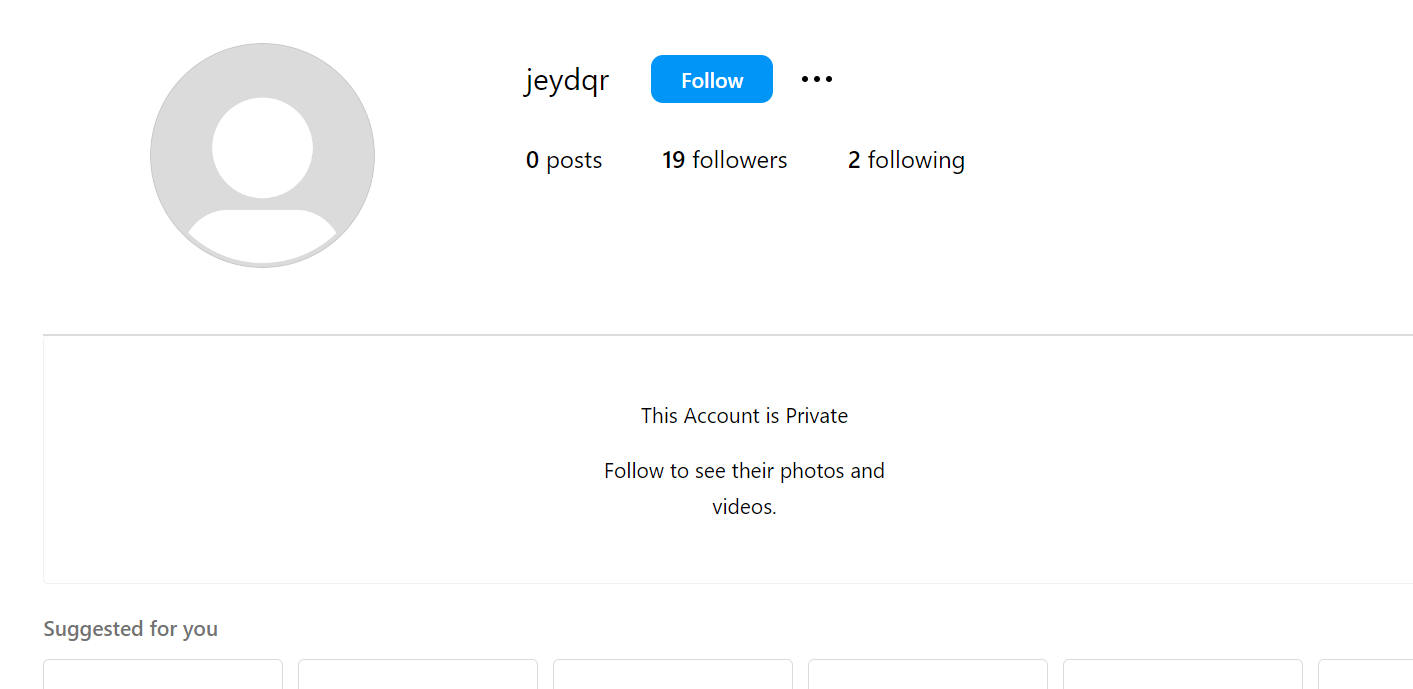 jeydqr Follow
0 posts 19 followers 2 following
This Account is Private
Follow to see their photos and
videos.
Suggested for you